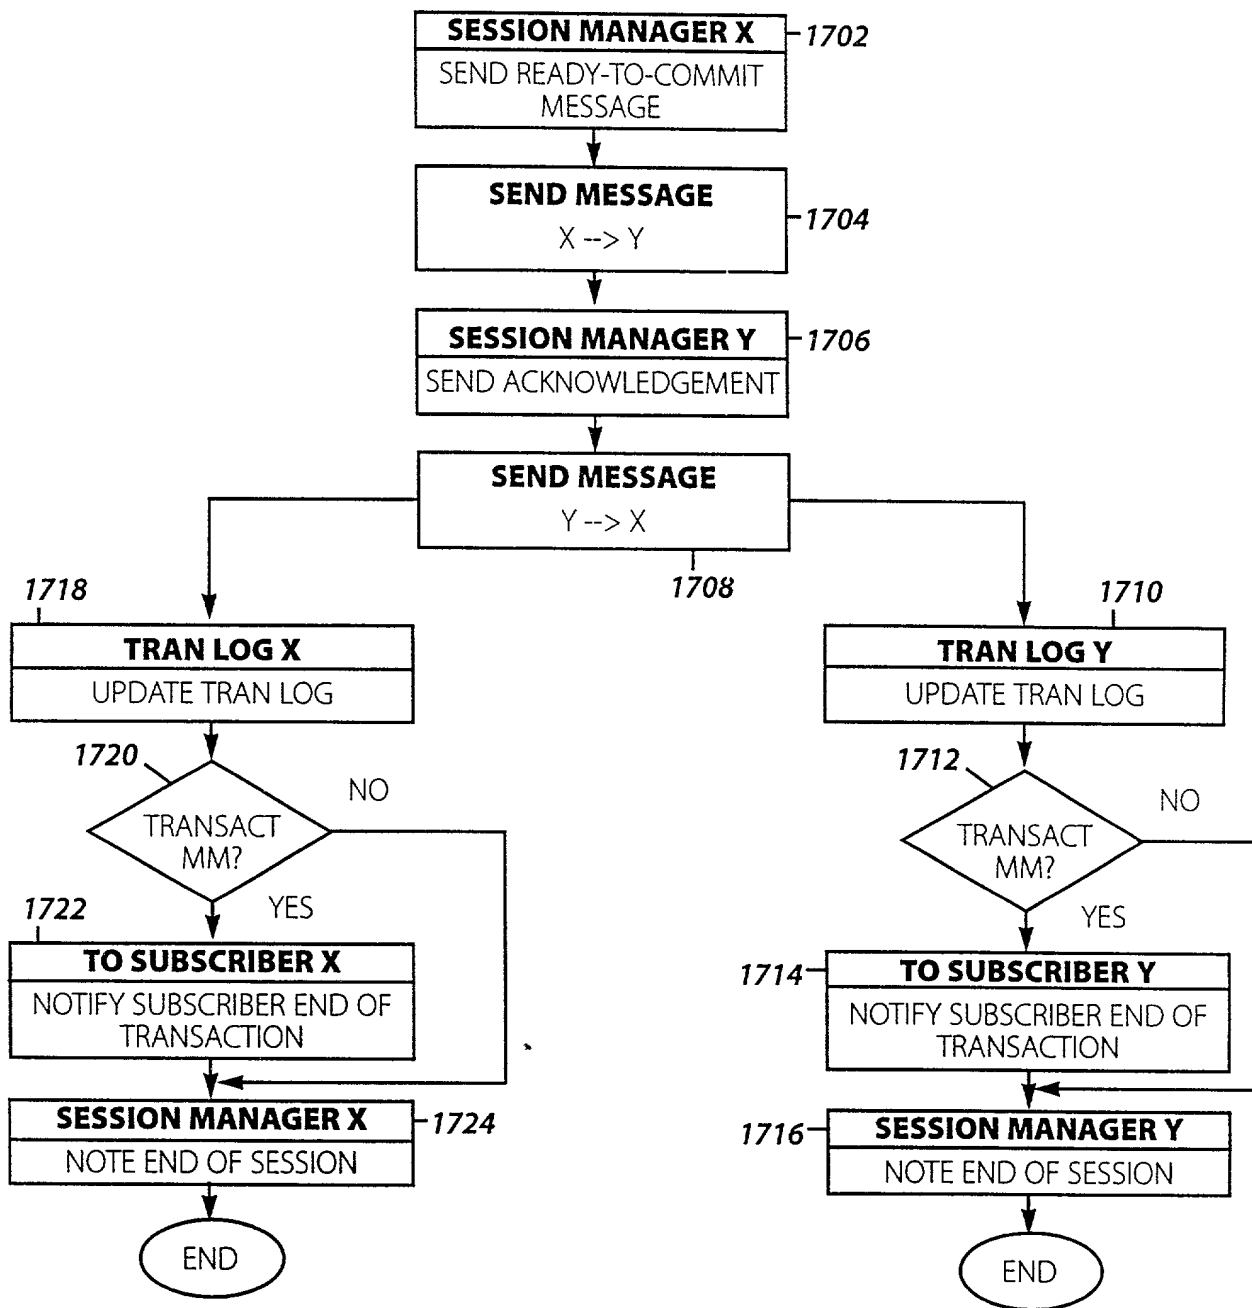 SESSION MANAGER X
1702
SEND READY-TO-COMMIT
MESSAGE
SEND MESSAGE
1704
X --> Y
SESSION MANAGER Y
1706
SEND ACKNOWLEDGEMENT
SEND MESSAGE
Y --> X
1708
1718
TRAN LOG X
UPDATE TRAN LOG
1720
NO
TRANSACT
MM?
YES
1722
TO SUBSCRIBER X
NOTIFY SUBSCRIBER END OF
TRANSACTION
SESSION MANAGER X
1724
NOTE END OF SESSION
END
1710
TRAN LOG Y
UPDATE TRAN LOG
1712
NO
TRANSACT
MM?
YES
1714
TO SUBSCRIBER Y
NOTIFY SUBSCRIBER END OF
TRANSACTION
1716
SESSION MANAGER Y
NOTE END OF SESSION
END